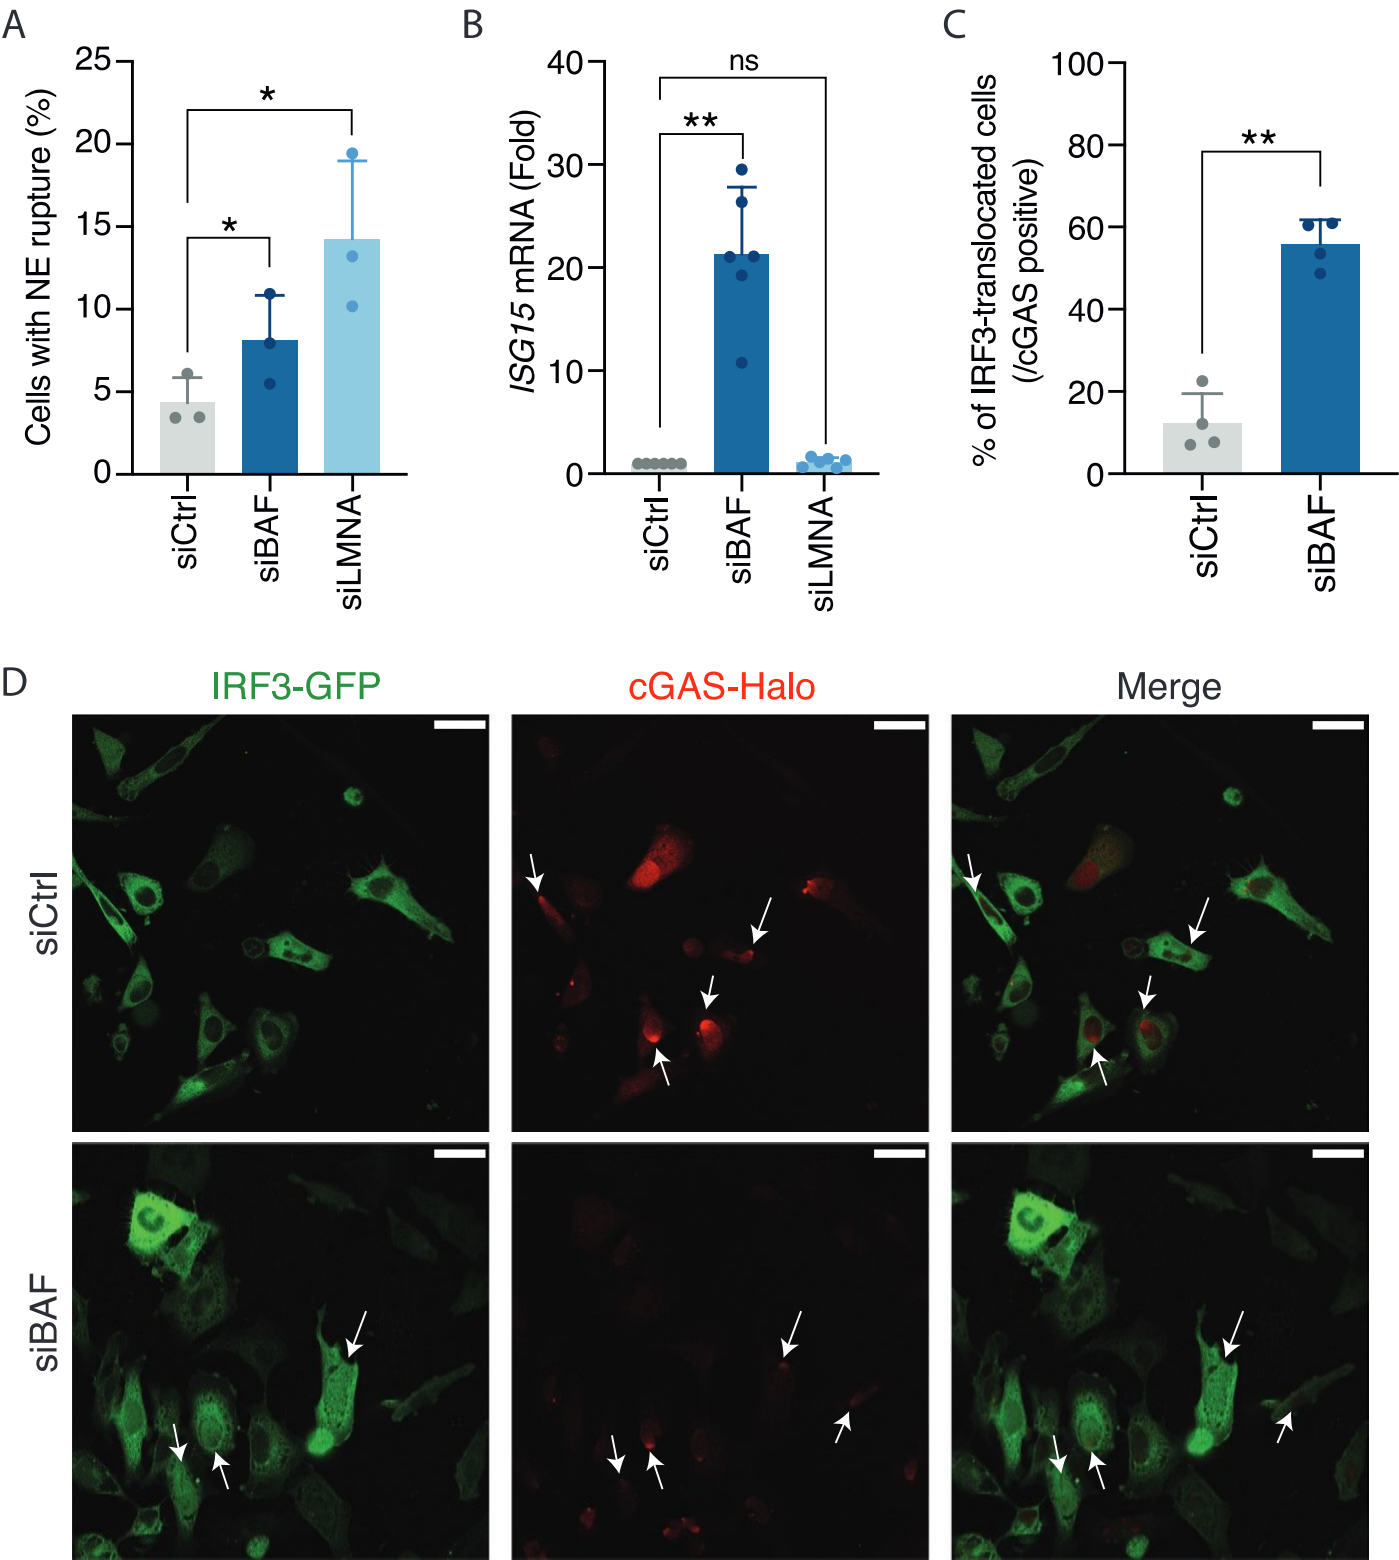 A
Cells with NE rupture (%)
25
20
15
10
5
0
*
*
siCtrl
siBAF
siLMNA
B
ISG15 mRNA (Fold)
40
30
20
10
0
ns
**
siCtrl
siBAF
siLMNA
C
% of IRF3-translocated cells
(/cGAS positive)
100
80
60
40
20
0
**
siCtrl
siBAF
D
IRF3-GFP
cGAS-Halo
Merge
siCtrl
siBAF